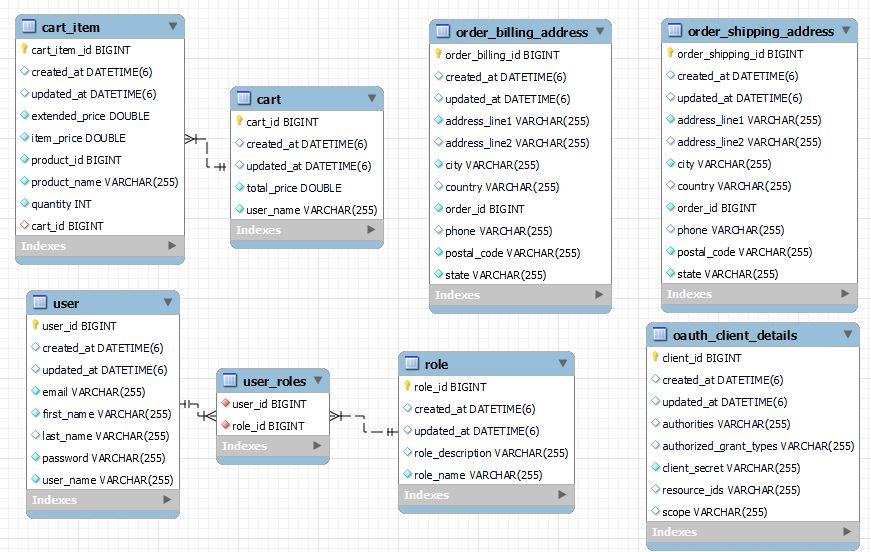 cart_item
cart_item_id BIGINT
created_at DATETIME(6)
updated_at DATETIME(6)
extended_price DOUBLE
item_price DOUBLE
product_id BIGINT
product_name VARCHAR(255)
quantity INT
cart_id BIGINT
Indexes
cart
cart_id BIGINT
created_at DATETIME(6)
updated_at DATETIME(6)
total_price DOUBLE
user_name VARCHAR(255)
Indexes
order_billing_address
order_billing_id BIGINT
created_at DATETIME(6)
updated_at DATETIME(6)
address_line1 VARCHAR(255)
address_line2 VARCHAR(255)
city VARCHAR(255)
country VARCHAR(255)
order_id BIGINT
phone VARCHAR(255)
postal_code VARCHAR(255)
state VARCHAR(255)
Indexes
order_shipping_address
order_shipping_id BIGINT
created_at DATETIME(6)
updated_at DATETIME(6)
address_line1 VARCHAR(255)
address_line2 VARCHAR(255)
city VARCHAR(255)
country VARCHAR(255)
order_id BIGINT
phone VARCHAR(255)
postal_code VARCHAR(255)
state VARCHAR(255)
Indexes
user
user_id BIGINT
created_at DATETIME(6)
updated_at DATETIME(6)
email VARCHAR(255)
first_name VARCHAR(255)
last_name VARCHAR(255)
password VARCHAR(255)
user_name VARCHAR(255)
Indexes
user_roles
user_id BIGINT
role_id BIGINT
Indexes
role
role_id BIGINT
created_at DATETIME(6)
updated_at DATETIME(6)
role_description VARCHAR(255)
role_name VARCHAR(255)
Indexes
oauth_client_details
client_id BIGINT
created_at DATETIME(6)
updated_at DATETIME(6)
authorities VARCHAR(255)
authorized_grant_types VARCHAR(255)
client_secret VARCHAR(255)
resource_ids VARCHAR(255)
scope VARCHAR(255)
Indexes